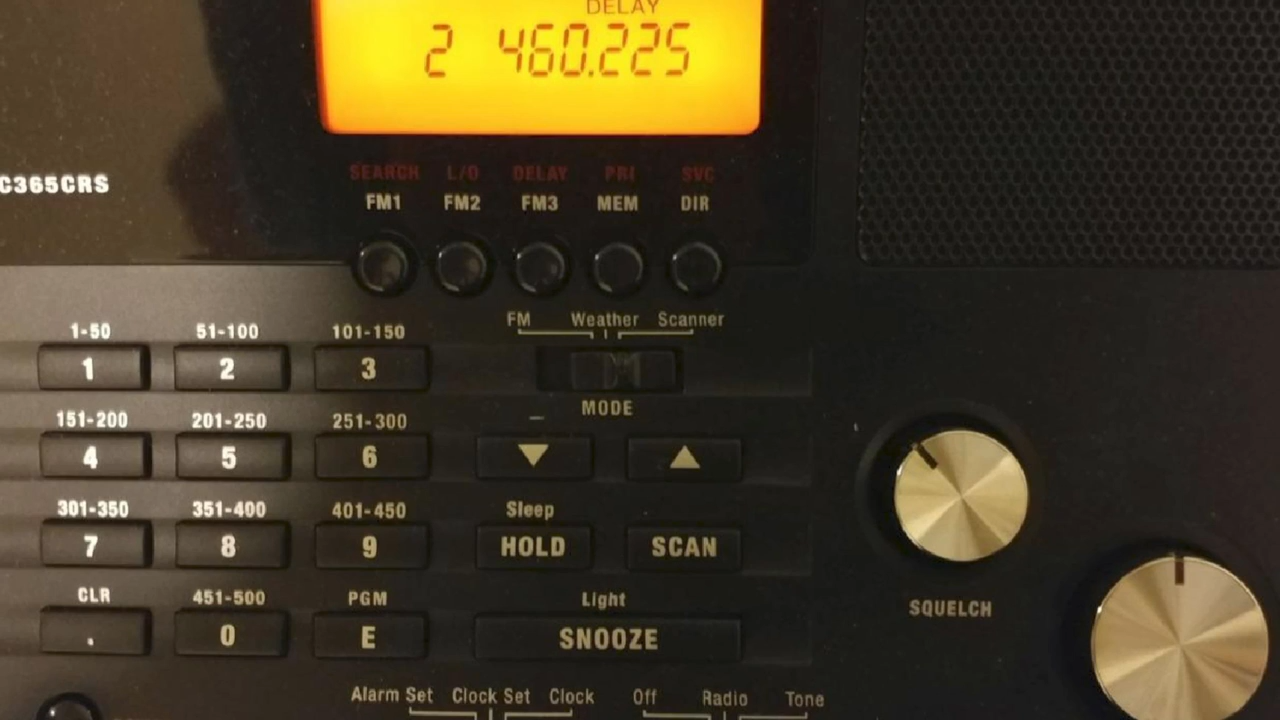 DELAY
2 460.225
C365CRS
SEARCH L/O DELAY PRI SVC
FM1 FM2 FM3 MEM DIR
FM Weather Scanner
1-50 51-100 101-150
1 2 3
MODE
151-200 201-250 251-300
4 5 6
301-350 351-400 401-450 Sleep
7 8 9 HOLD SCAN
CLR 451-500 PGM Light
. 0 E SNOOZE
SQUELCH
Alarm Set Clock Set Clock Off Radio Tone